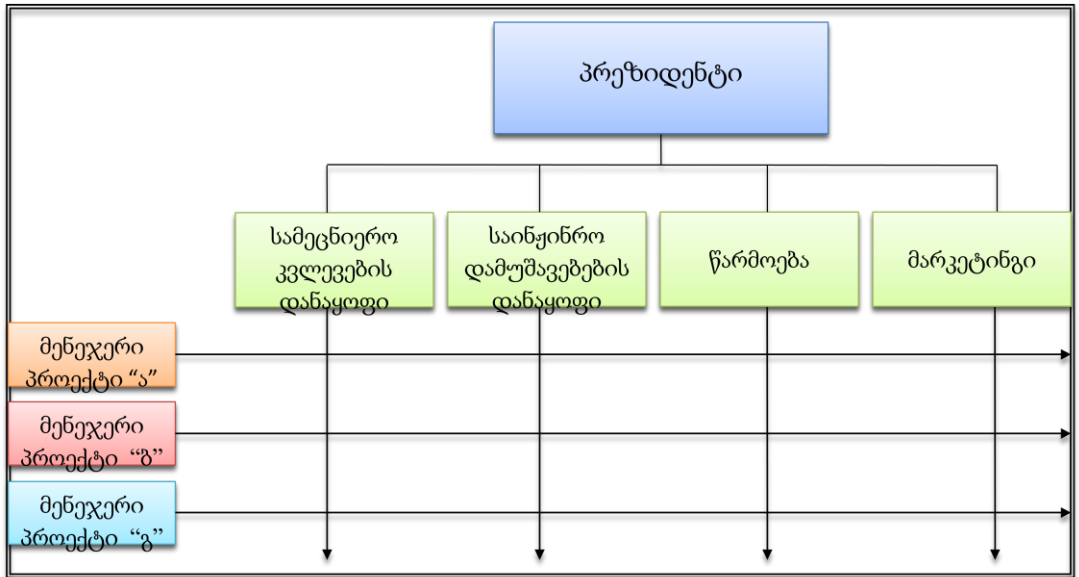 პრეზიდენტი
სამეცნიერო
კვლევების
დანაყოფი
საინჟინრო
დამუშავებების
დანაყოფი
წარმოება
მარკეტინგი
მენეჯერი
პროექტი “ა”
მენეჯერი
პროექტი “ბ”
მენეჯერი
პროექტი “გ”